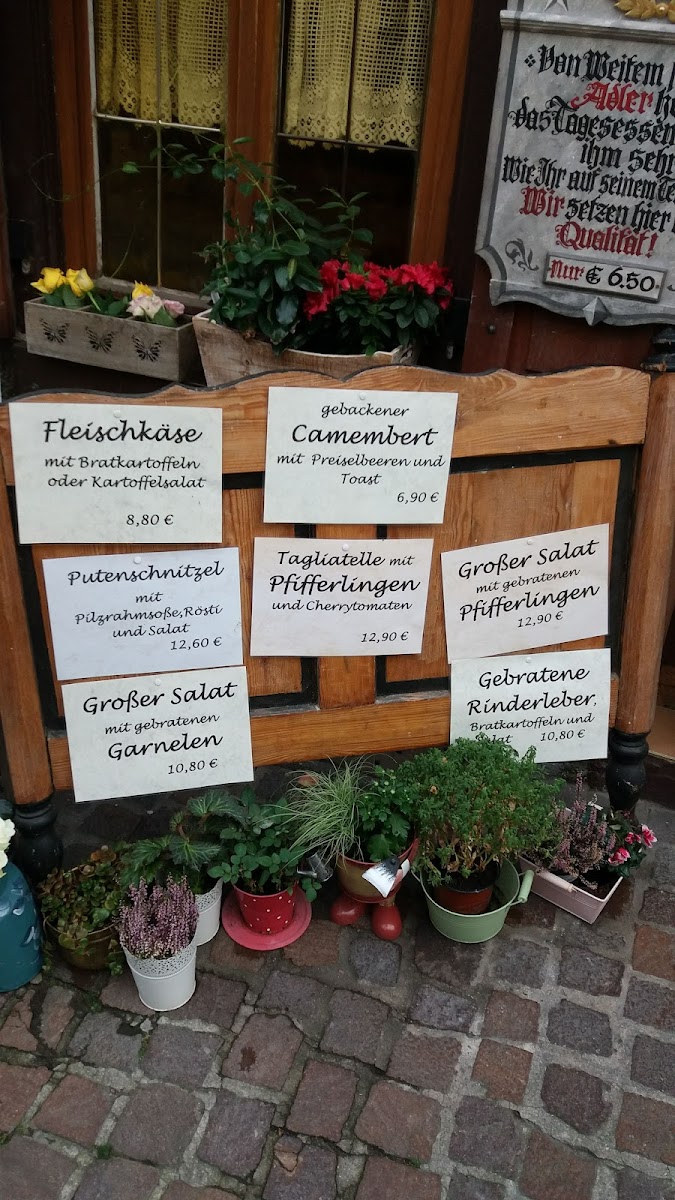 Von Weitem
Adler
das Tagesessen
ihm sehr
Wie Ihr auf seinem
Wir setzen hier
Qualität!
Nur € 6.50
Fleischkäse
mit Bratkartoffeln
oder Kartoffelsalat
8,80 €
gebackener
Camembert
mit Preiselbeeren und
Toast
6,90 €
Putenschnitzel
mit
Pilzrahmsoße,Rösti
und Salat
12,60 €
Tagliatelle mit
Pfifferlingen
und Cherrytomaten
12,90 €
Großer Salat
mit gebratenen
Pfifferlingen
12,90 €
Großer Salat
mit gebratenen
Garnelen
10,80 €
Gebratene
Rinderleber,
Bratkartoffeln und
Salat 10,80 €